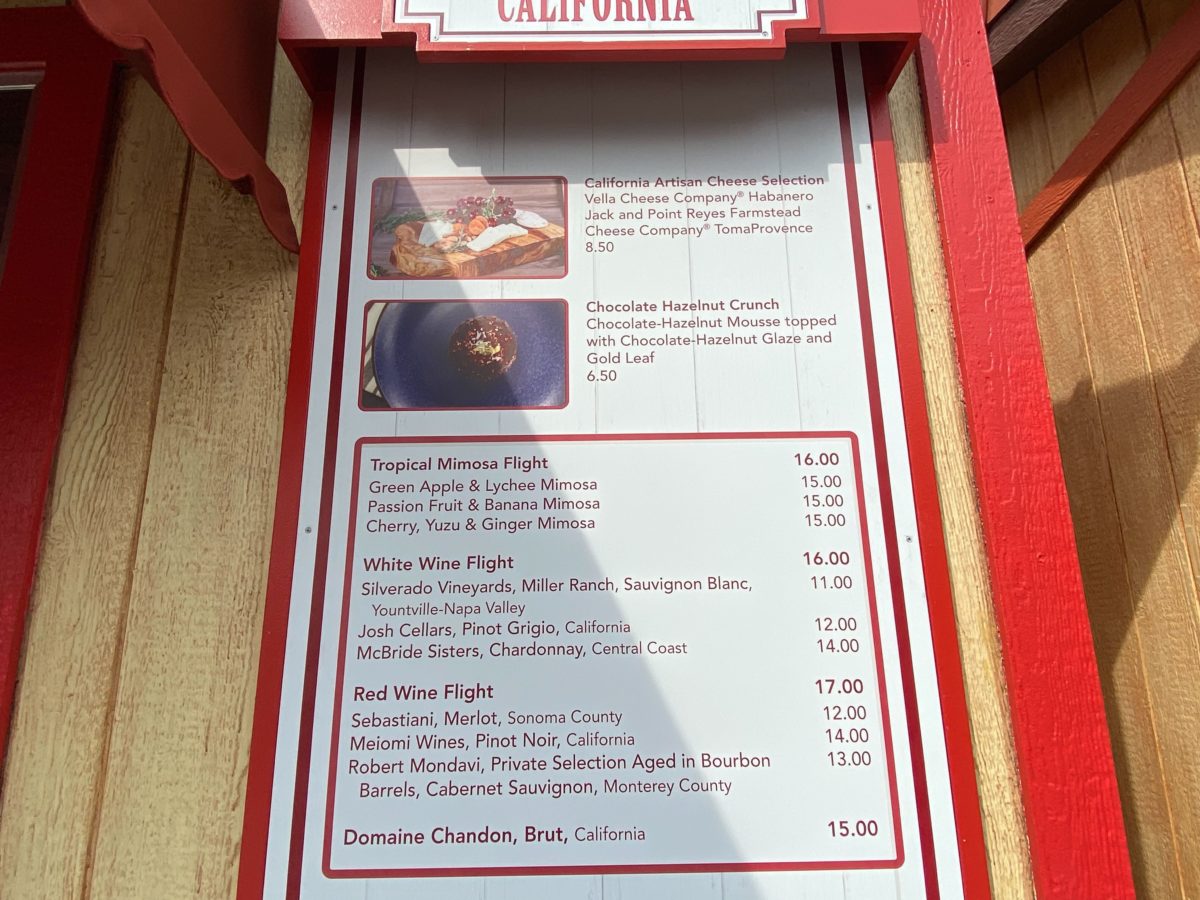 CALIFORNIA
California Artisan Cheese Selection
Vella Cheese Company® Habanero
Jack and Point Reyes Farmstead
Cheese Company® TomaProvence
8.50
Chocolate Hazelnut Crunch
Chocolate-Hazelnut Mousse topped
with Chocolate-Hazelnut Glaze and
Gold Leaf
6.50
Tropical Mimosa Flight 16.00
Green Apple & Lychee Mimosa 15.00
Passion Fruit & Banana Mimosa 15.00
Cherry, Yuzu & Ginger Mimosa 15.00
White Wine Flight 16.00
Silverado Vineyards, Miller Ranch, Sauvignon Blanc, 11.00
Yountville-Napa Valley
Josh Cellars, Pinot Grigio, California 12.00
McBride Sisters, Chardonnay, Central Coast 14.00
Red Wine Flight 17.00
Sebastiani, Merlot, Sonoma County 12.00
Meiomi Wines, Pinot Noir, California 14.00
Robert Mondavi, Private Selection Aged in Bourbon 13.00
Barrels, Cabernet Sauvignon, Monterey County
Domaine Chandon, Brut, California 15.00